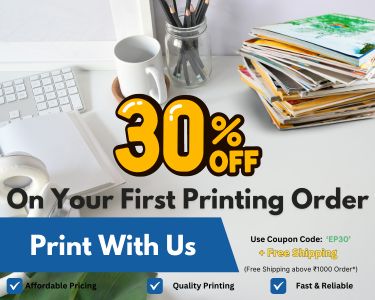 30%
OFF
On Your First Printing Order
Print With Us
Use Coupon Code: ‘EP30’
+ Free Shipping
(Free Shipping above ₹1000 Order*)
Affordable Pricing
Quality Printing
Fast & Reliable